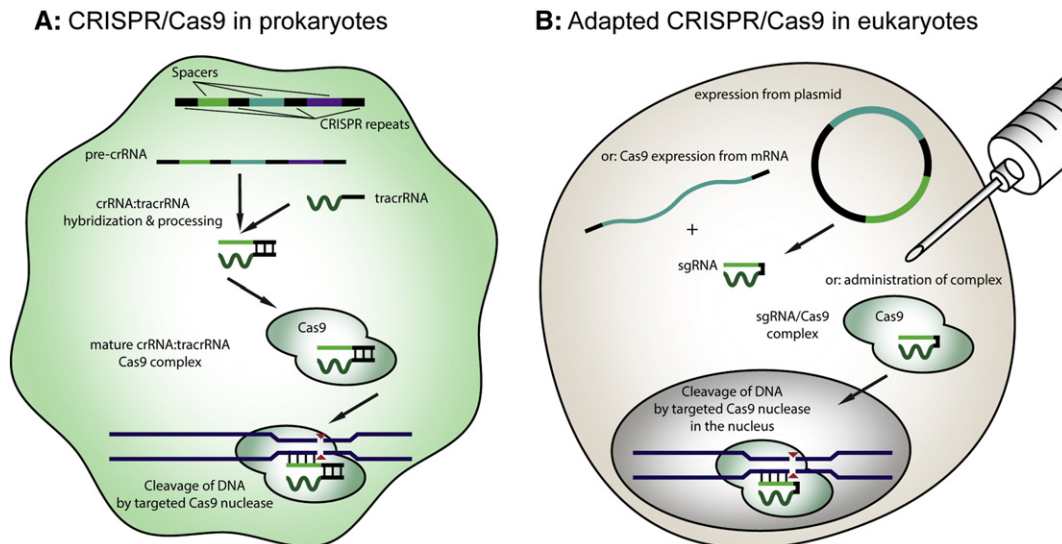 A: CRISPR/Cas9 in prokaryotes
Spacers
CRISPR repeats
pre-crRNA
crRNA:tracrRNA
hybridization & processing
tracrRNA
Cas9
mature crRNA:tracrRNA
Cas9 complex
Cleavage of DNA
by targeted Cas9 nuclease
B: Adapted CRISPR/Cas9 in eukaryotes
expression from plasmid
or: Cas9 expression from mRNA
+
sgRNA
or: administration of complex
sgRNA/Cas9
complex
Cas9
Cleavage of DNA
by targeted Cas9 nuclease
in the nucleus